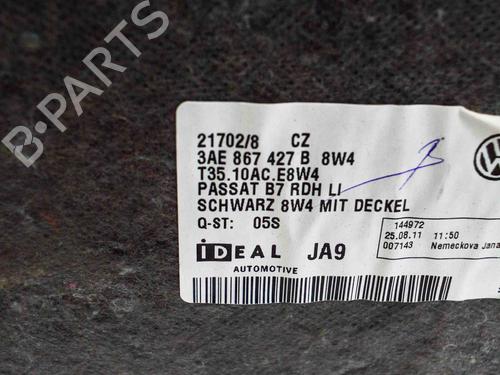 B-PARTS
21702/8 CZ
3AE 867 427 B 8W4
T35.10AC.E8W4
PASSAT B7 RDH LI
SCHWARZ 8W4 MIT DECKEL
Q-ST: 05S
iDEAL JA9
AUTOMOTIVE
144972
25.08.11 11:50
007143 Nemeckova Jana